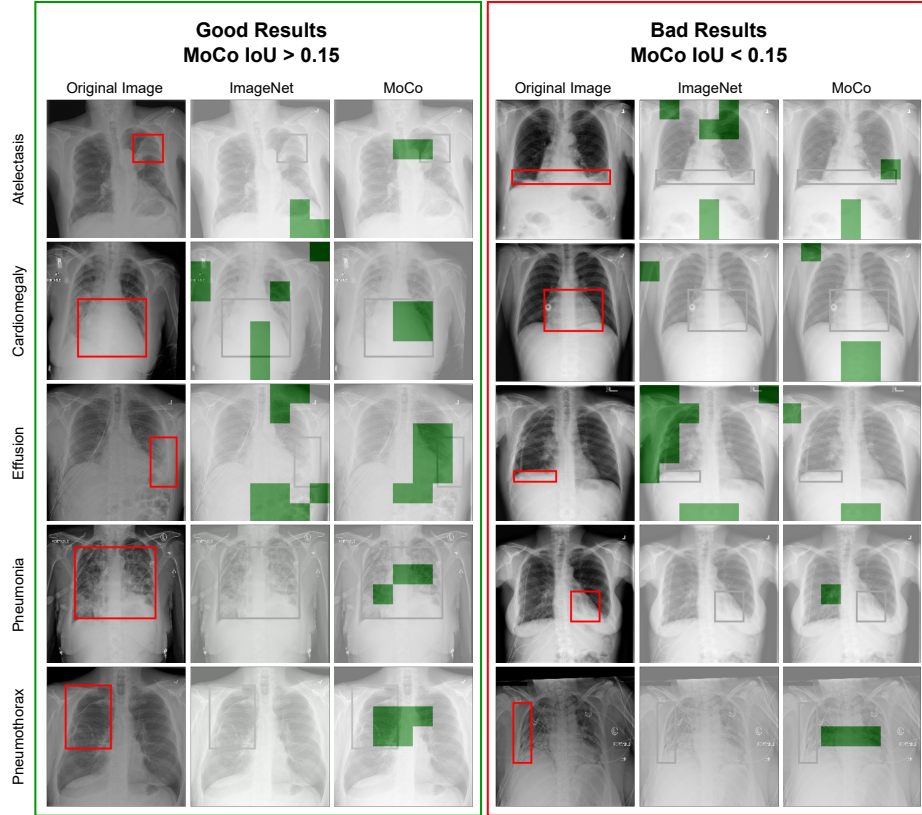 Good Results
MoCo IoU > 0.15
Bad Results
MoCo IoU < 0.15
Original Image
ImageNet
MoCo
Original Image
ImageNet
MoCo
Atelectasis
Cardiomegaly
Effusion
Pneumonia
Pneumothorax